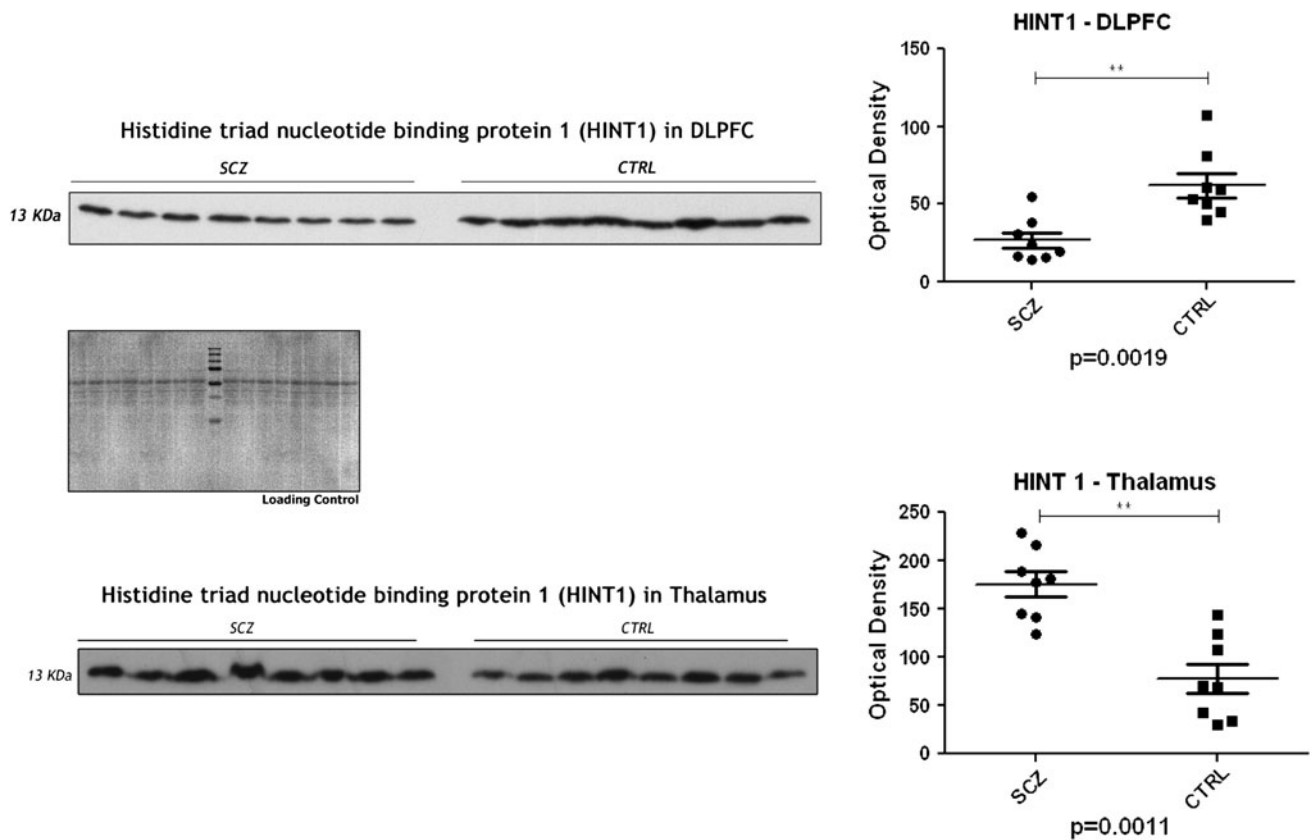 Histidine triad nucleotide binding protein 1 (HINT1) in DLPFC
SCZ CTRL
13 KDa
Loading Control
HINT1 - DLPFC
**
150
100
50
0
Optical Density
SCZ CTRL
p=0.0019
Histidine triad nucleotide binding protein 1 (HINT1) in Thalamus
SCZ CTRL
13 KDa
HINT 1 - Thalamus
**
250
200
150
100
50
0
Optical Density
SCZ CTRL
p=0.0011